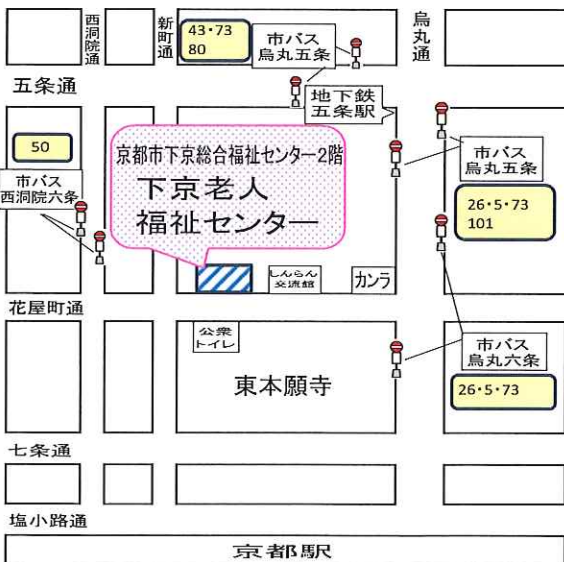 西洞院通
新町通
43・73
80
市バス
烏丸五条
烏丸通
五条通
地下鉄
五条駅
50
市バス
西洞院六条
京都市下京総合福祉センター2階
下京老人
福祉センター
市バス
烏丸五条
26・5・73
101
しんらん
交流館
カンラ
花屋町通
公衆
トイレ
東本願寺
市バス
烏丸六条
26・5・73
七条通
塩小路通
京都駅